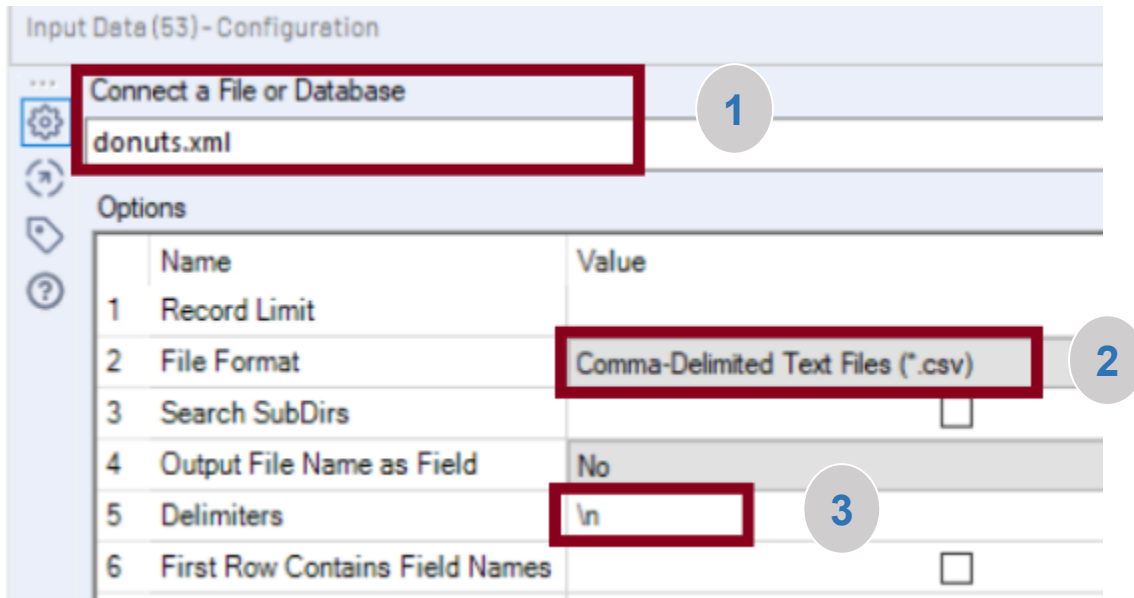 Input Data (53) - Configuration
Connect a File or Database
1
donuts.xml
Options
Name Value
1 Record Limit
2 File Format Comma-Delimited Text Files (*.csv) 2
3 Search SubDirs
4 Output File Name as Field No
5 Delimiters \n 3
6 First Row Contains Field Names